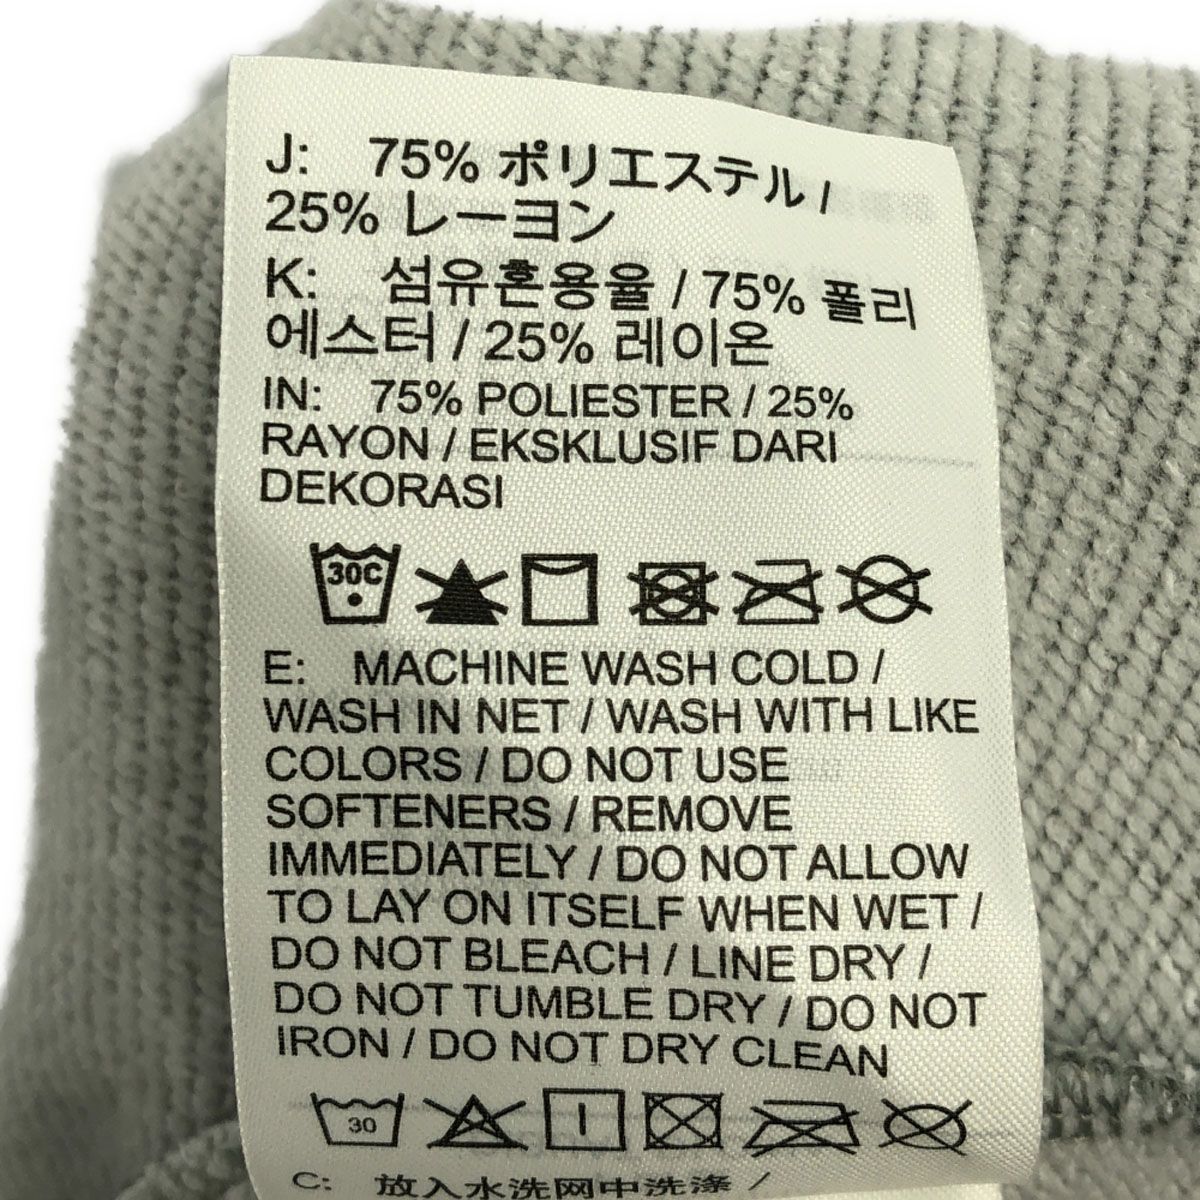 J: 75% ポリエステル /
25% レーヨン
K: 섬유혼용율 / 75% 폴리
에스터 / 25% 레이온
IN: 75% POLIESTER / 25%
RAYON / EKSKLUSIF DARI
DEKORASI
30C
E: MACHINE WASH COLD /
WASH IN NET / WASH WITH LIKE
COLORS / DO NOT USE
SOFTENERS / REMOVE
IMMEDIATELY / DO NOT ALLOW
TO LAY ON ITSELF WHEN WET /
DO NOT BLEACH / LINE DRY /
DO NOT TUMBLE DRY / DO NOT
IRON / DO NOT DRY CLEAN
30
C: 放入水洗网中洗涤 /